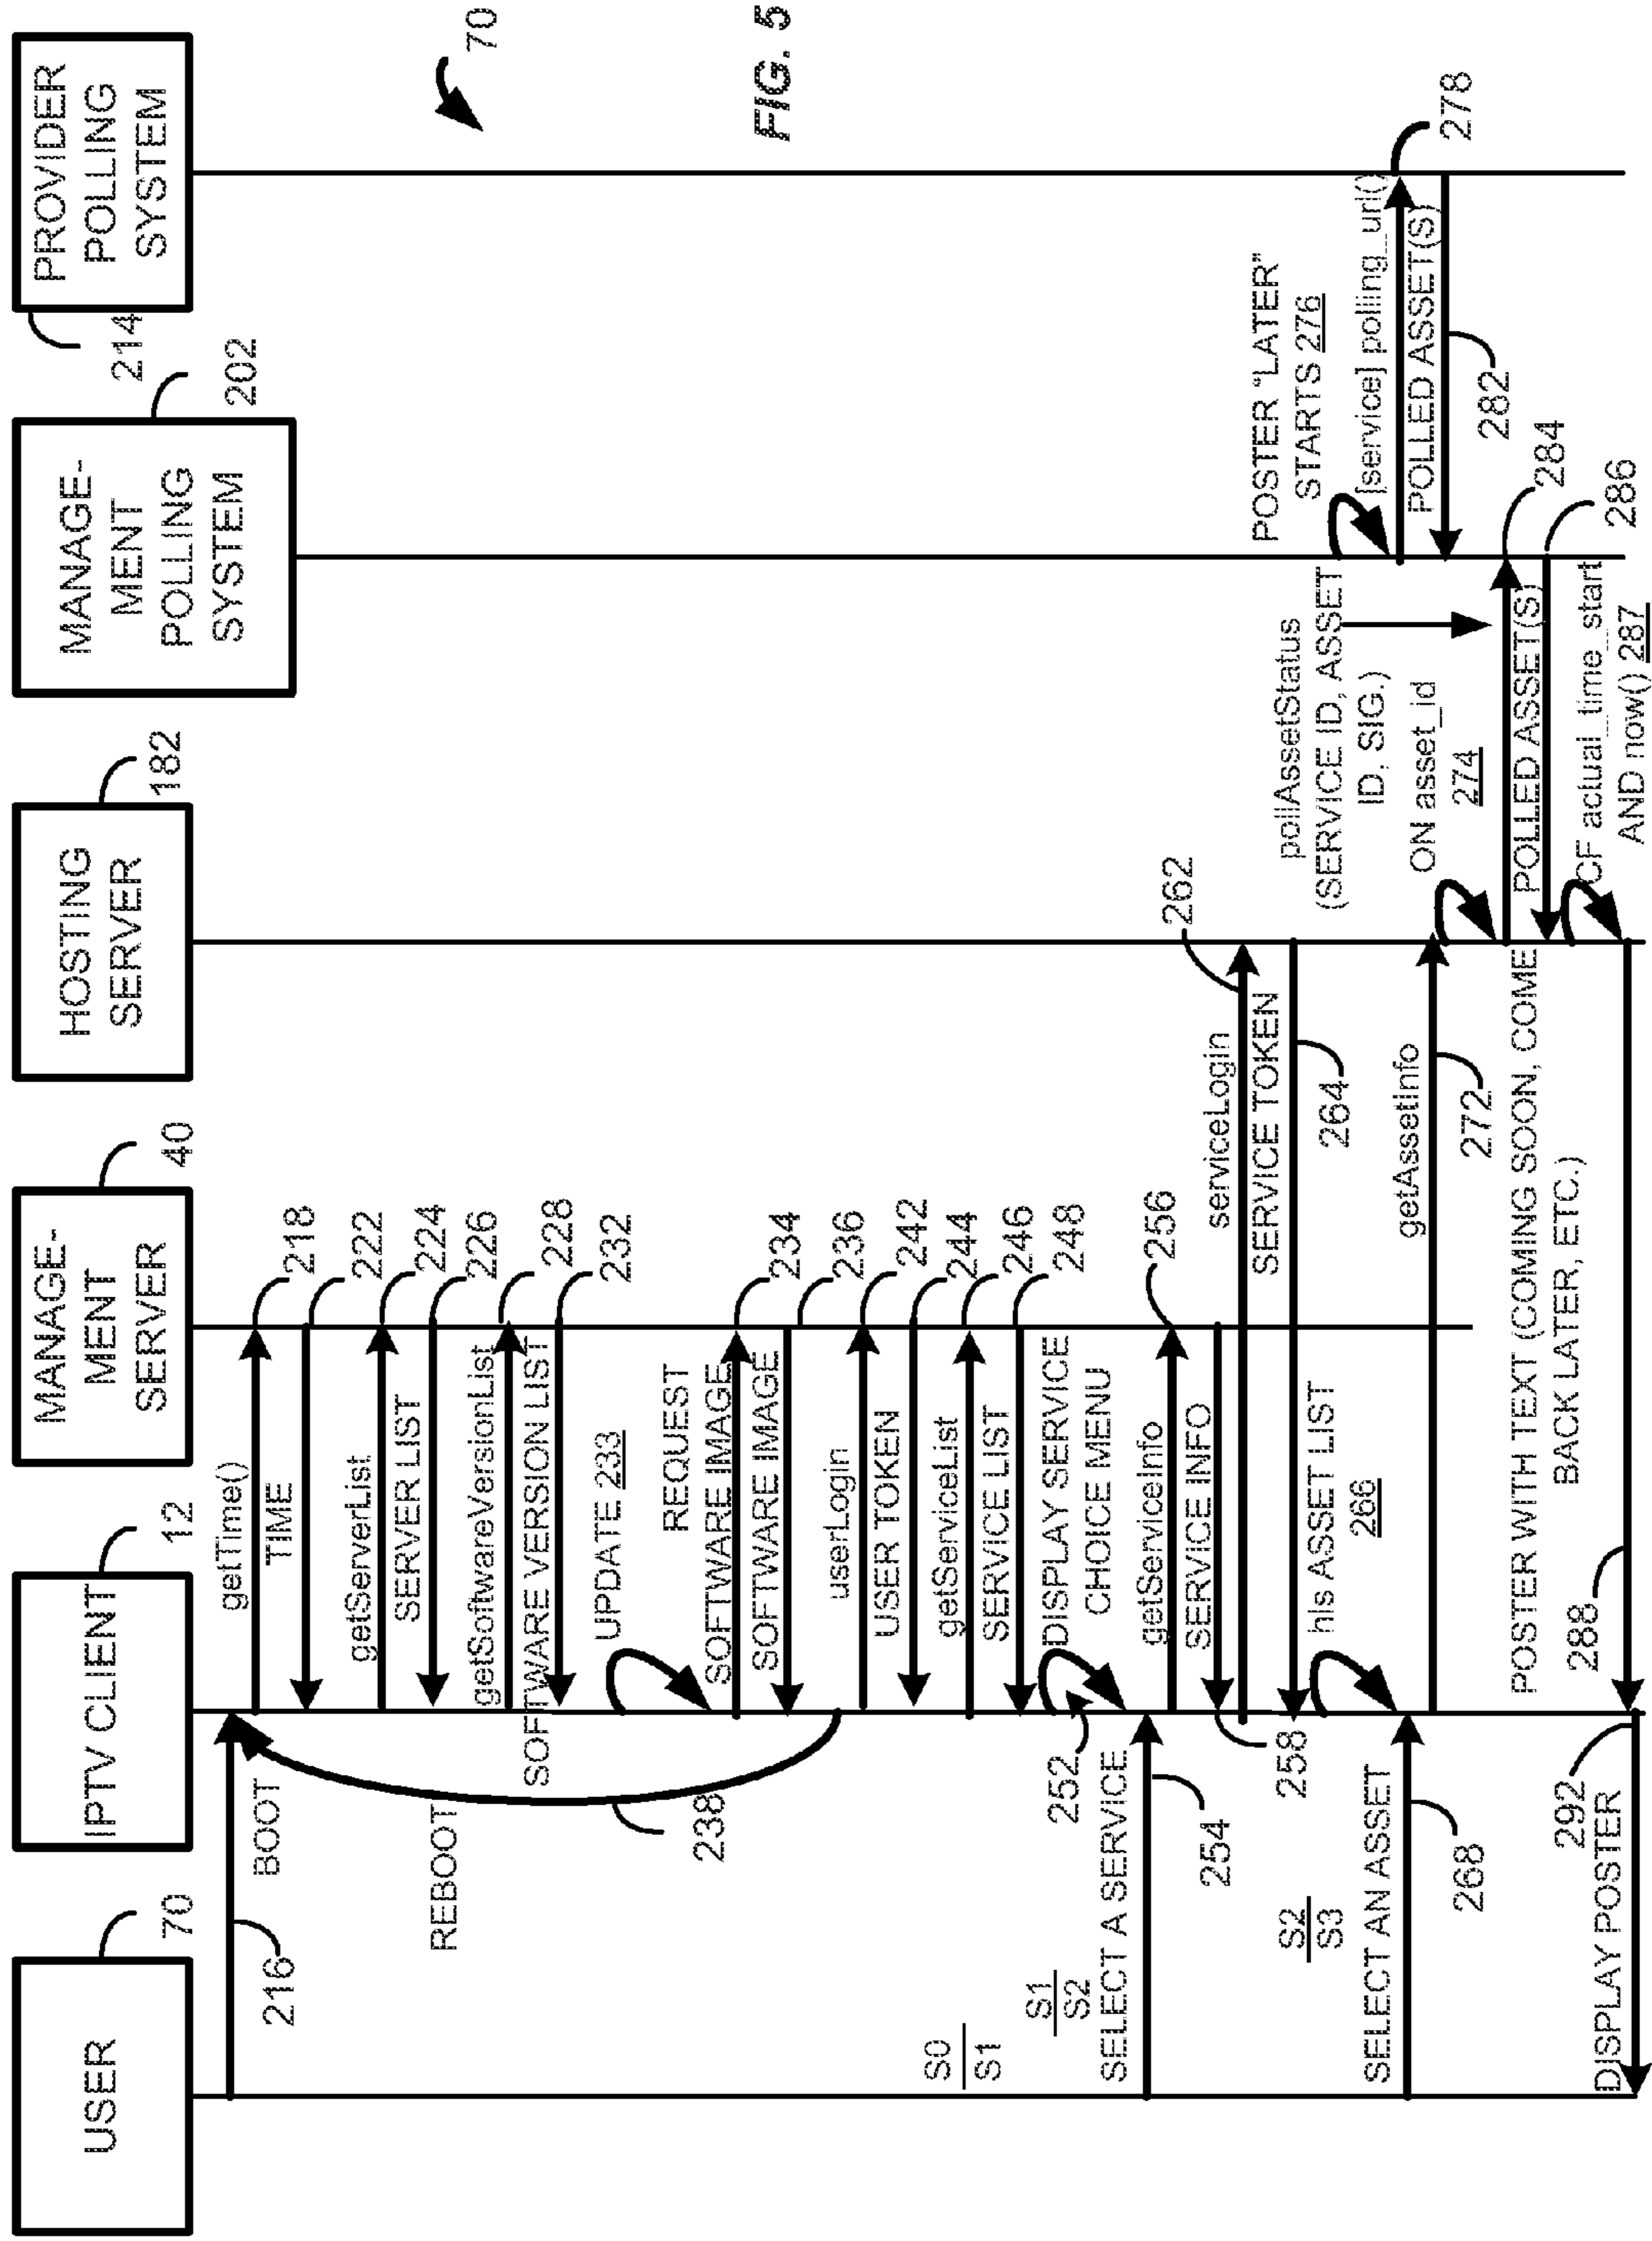 USER
70
IPTV CLIENT
12
MANAGE-
MENT
SERVER
40
HOSTING
SERVER
182
MANAGE-
MENT
POLLING
SYSTEM
202
PROVIDER
POLLING
SYSTEM
214
70
FIG. 5
BOOT
216
getTime()
218
TIME
222
getServerList
224
SERVER LIST
226
getSoftwareVersionList
228
SOFTWARE VERSION LIST
232
UPDATE 233
REQUEST
SOFTWARE IMAGE
234
SOFTWARE IMAGE
236
REBOOT
238
userLogin
242
USER TOKEN
244
getServiceList
246
SERVICE LIST
248
S0
S1
DISPLAY SERVICE
CHOICE MENU
252
S1
S2
SELECT A SERVICE
254
getServiceInfo
256
SERVICE INFO
258
serviceLogin
262
SERVICE TOKEN
264
hls ASSET LIST
266
S2
S3
SELECT AN ASSET
268
getAssetInfo
272
pollAssetStatus
(SERVICE ID, ASSET
ID, SIG.)
ON asset_id
274
POSTER "LATER"
STARTS 276
[service] polling_url()
278
POLLED ASSET(S)
282
284
POLLED ASSET(S)
286
CF actual_time_start
AND now() 287
POSTER WITH TEXT (COMING SOON, COME
BACK LATER, ETC.)
288
292
DISPLAY POSTER